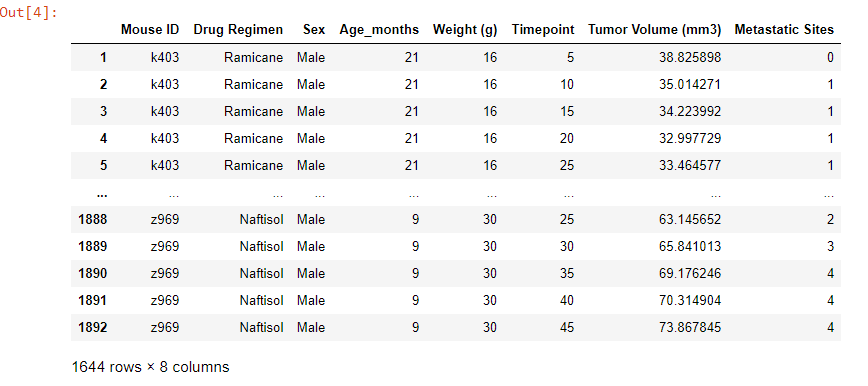 Out[4]:
Mouse ID Drug Regimen Sex Age_months Weight (g) Timepoint Tumor Volume (mm3) Metastatic Sites
1 k403 Ramicane Male 21 16 5 38.825898 0
2 k403 Ramicane Male 21 16 10 35.014271 1
3 k403 Ramicane Male 21 16 15 34.223992 1
4 k403 Ramicane Male 21 16 20 32.997729 1
5 k403 Ramicane Male 21 16 25 33.464577 1
... ... ... ... ... ... ... ... ...
1888 z969 Naftisol Male 9 30 25 63.145652 2
1889 z969 Naftisol Male 9 30 30 65.841013 3
1890 z969 Naftisol Male 9 30 35 69.176246 4
1891 z969 Naftisol Male 9 30 40 70.314904 4
1892 z969 Naftisol Male 9 30 45 73.867845 4
1644 rows × 8 columns